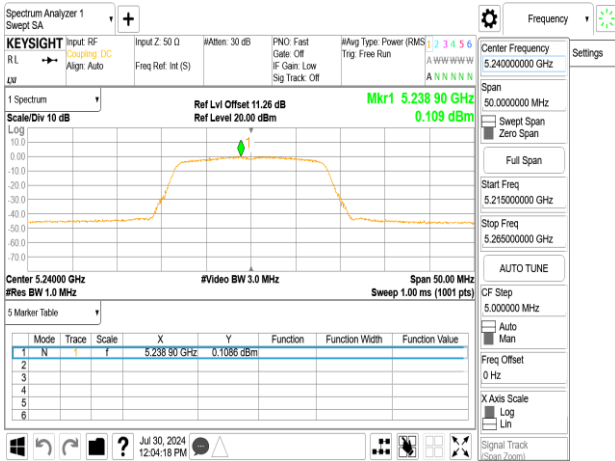 Spectrum Analyzer 1
Swept SA
+
Frequency
Settings
KEYSIGHT
RL
Input: RF
Coupling: DC
Align: Auto
Input Z: 50 Ω
Freq Ref: Int (S)
#Atten: 30 dB
PNO: Fast
Gate: Off
IF Gain: Low
Sig Track: Off
#Avg Type: Power (RMS
Trig: Free Run
1 2 3 4 5 6
A W W W W W
A N N N N N
1 Spectrum
Scale/Div 10 dB
Ref Lvl Offset 11.26 dB
Ref Level 20.00 dBm
Mkr1 5.238 90 GHz
0.109 dBm
Log
10.0
0.00
-10.0
-20.0
-30.0
-40.0
-50.0
-60.0
-70.0
1
Center 5.24000 GHz
#Res BW 1.0 MHz
#Video BW 3.0 MHz
Span 50.00 MHz
Sweep 1.00 ms (1001 pts)
5 Marker Table
Mode Trace Scale X Y Function Function Width Function Value
1 N 1 f 5.238 90 GHz 0.1086 dBm
2
3
4
5
6
Center Frequency
5.240000000 GHz
Span
50.0000000 MHz
Swept Span
Zero Span
Full Span
Start Freq
5.215000000 GHz
Stop Freq
5.265000000 GHz
AUTO TUNE
CF Step
5.000000 MHz
Auto
Man
Freq Offset
0 Hz
X Axis Scale
Log
Lin
Signal Track
(Span Zoom)
?
Jul 30, 2024
12:04:18 PM